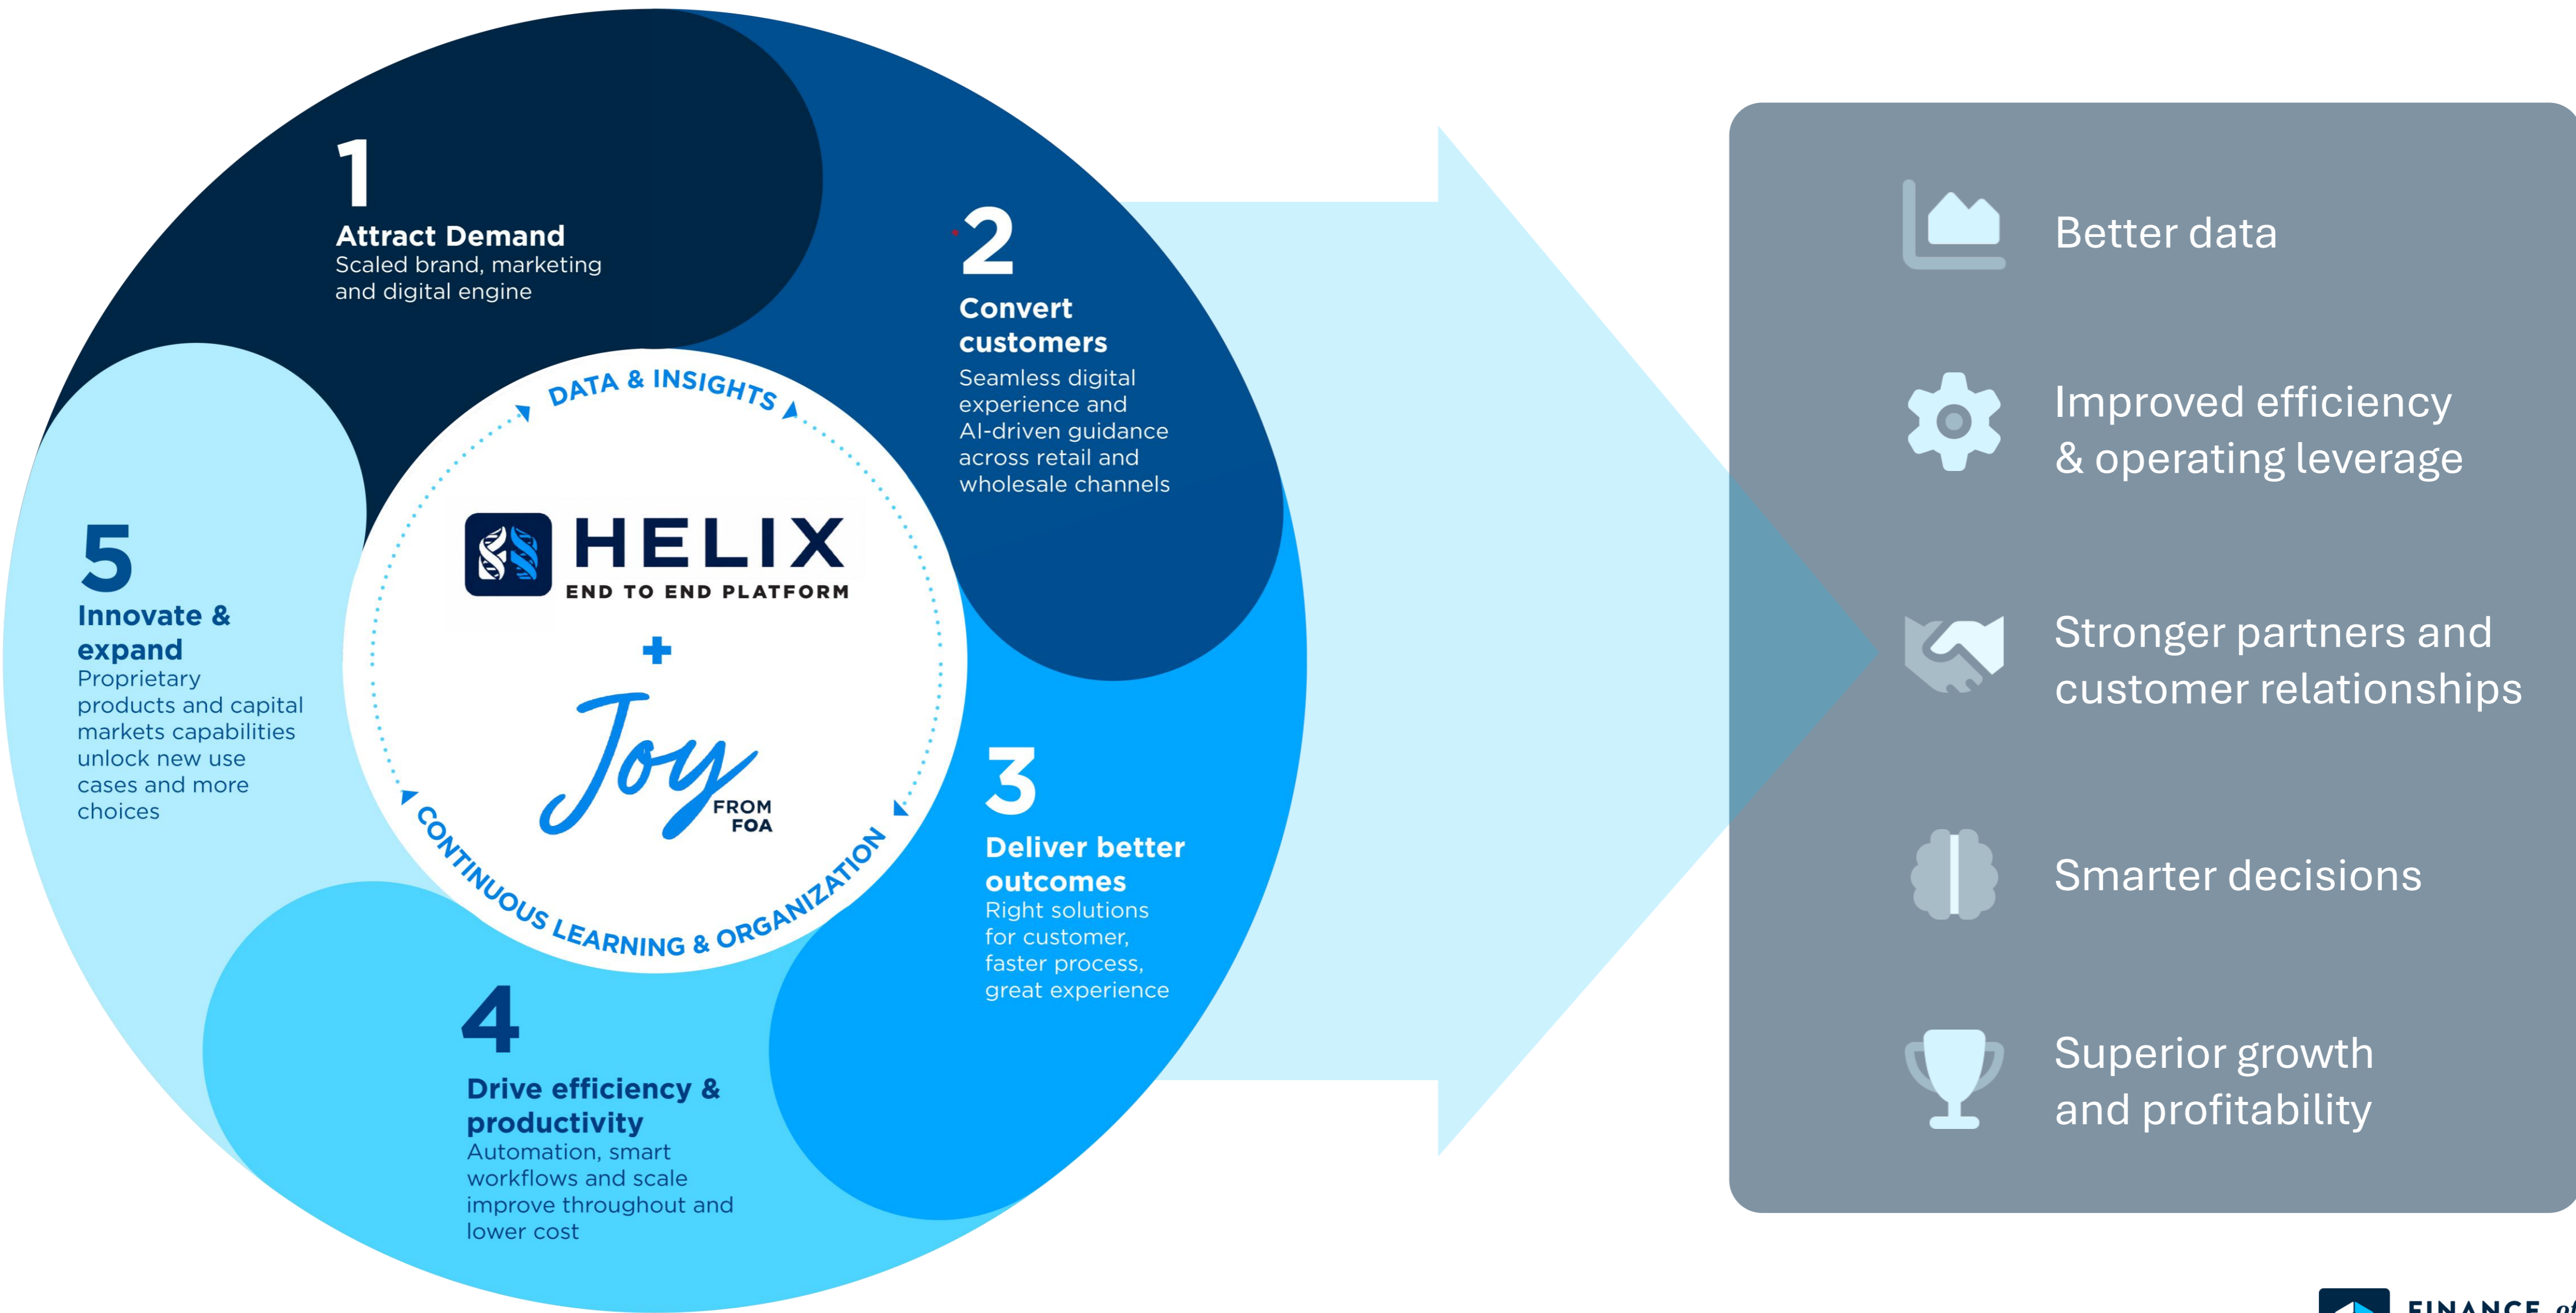 1
Attract Demand
Scaled brand, marketing
and digital engine
2
Convert
customers
Seamless digital
experience and
AI-driven guidance
across retail and
wholesale channels
3
Deliver better
outcomes
Right solutions
for customer,
faster process,
great experience
4
Drive efficiency &
productivity
Automation, smart
workflows and scale
improve throughout and
lower cost
5
Innovate &
expand
Proprietary
products and capital
markets capabilities
unlock new use
cases and more
choices
DATA & INSIGHTS
HELIX
END TO END PLATFORM
+
Joy
FROM
FOA
CONTINUOUS LEARNING & ORGANIZATION
Better data
Improved efficiency
& operating leverage
Stronger partners and
customer relationships
Smarter decisions
Superior growth
and profitability
FINANCE of